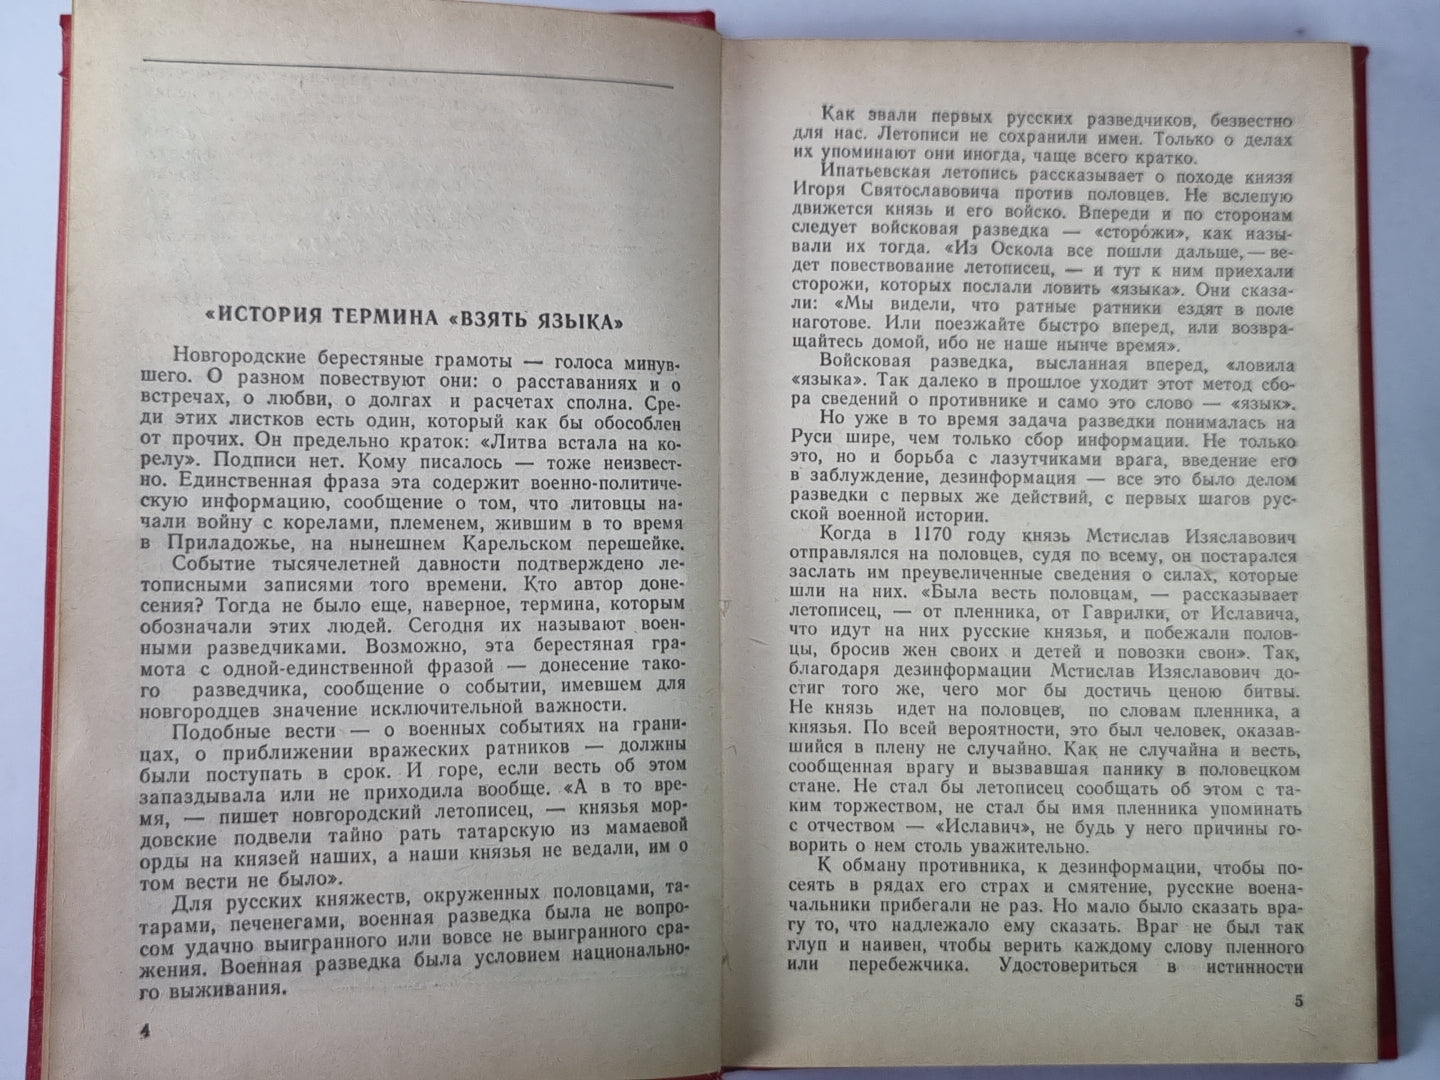 «ИСТОРИЯ ТЕРМИНА «ВЗЯТЬ ЯЗЫКА»
Новгородские берестяные грамоты — голоса минув-
шего. О разном повествуют они: о расставаниях и о
встречах, о любви, о долгах и расчетах сполна. Сре-
ди этих листков есть один, который как бы обособлен
от прочих. Он предельно краток: «Литва встала на ко-
релу». Подписи нет. Кому писалось — тоже неизвест-
но. Единственная фраза эта содержит военно-политиче-
скую информацию, сообщение о том, что литовцы на-
чали войну с корелами, племенем, жившим в то время
в Приладожье, на нынешнем Карельском перешейке.
Событие тысячелетней давности подтверждено ле-
тописными записями того времени. Кто автор доне-
сения? Тогда не было еще, наверное, термина, которым
обозначали этих людей. Сегодня их называют воен-
ными разведчиками. Возможно, эта берестяная гра-
мота с одной-единственной фразой — донесение тако-
го разведчика, сообщение о событии, имевшем для
новгородцев значение исключительной важности.
Подобные вести — о военных событиях на грани-
цах, о приближении вражеских ратников — должны
были поступать в срок. И горе, если весть об этом
запаздывала или не приходила вообще. «А в то вре-
мя, — пишет новгородский летописец, — князья мор-
довские подвели тайно рать татарскую из мамаевой
орды на князей наших, а наши князья не ведали, им о
том вести не было».
Для русских княжеств, окруженных половцами, та-
тарами, печенегами, военная разведка была не вопро-
сом удачно выигранного или вовсе не выигранного сра-
жения. Военная разведка была условием национально-
го выживания.
4
Как звали первых русских разведчиков, безвестно
для нас. Летописи не сохранили имен. Только о делах
их упоминают они иногда, чаще всего кратко.
Ипатьевская летопись рассказывает о походе князя
Игоря Святославовича против половцев. Не вслепую
движется князь и его войско. Впереди и по сторонам
следует войсковая разведка — «сторо́жи», как назы-
вали их тогда. «Из Оскола все пошли дальше, — ве-
дет повествование летописец, — и тут к ним приехали
сторожи, которых послали ловить «языка». Они сказа-
ли: «Мы видели, что ратные ратники ездят в поле
наготове. Или поезжайте быстро вперед, или возвра-
щайтесь домой, ибо не наше нынче время».
Войсковая разведка, высланная вперед, «ловила
«языка». Так далеко в прошлое уходит этот метод сбо-
ра сведений о противнике и само это слово — «язык».
Но уже в то время задача разведки понималась на
Руси шире, чем только сбор информации. Не только
это, но и борьба с лазутчиками врага, введение его
в заблуждение, дезинформация — все это было делом
разведки с первых же действий, с первых шагов рус-
ской военной истории.
Когда в 1170 году князь Мстислав Изяславович
отправлялся на половцев, судя по всему, он постарался
заслать им преувеличенные сведения о силах, которые
шли на них. «Была весть половцам, — рассказывает
летописец, — от пленника, от Гаврилки, от Иславича,
что идут на них русские князья, и побежали полов-
цы, бросив жен своих и детей и повозки свои». Так,
благодаря дезинформации Мстислав Изяславович до-
стиг того же, чего мог бы достичь ценою битвы.
Не князь идет на половцев, по словам пленника, а
князья. По всей вероятности, это был человек, оказав-
шийся в плену не случайно. Как не случайна и весть,
сообщенная врагу и вызвавшая панику в половецком
стане. Не стал бы летописец сообщать об этом с та-
ким торжеством, не стал бы имя пленника упоминать
с отчеством — «Иславич», не будь у него причины го-
ворить о нем столь уважительно.
К обману противника, к дезинформации, чтобы по-
сеять в рядах его страх и смятение, русские воена-
чальники прибегали не раз. Но мало было сказать вра-
гу то, что надлежало ему сказать. Враг не был так
глуп и наивен, чтобы верить каждому слову пленного
или перебежчика. Удостовериться в истинности
5